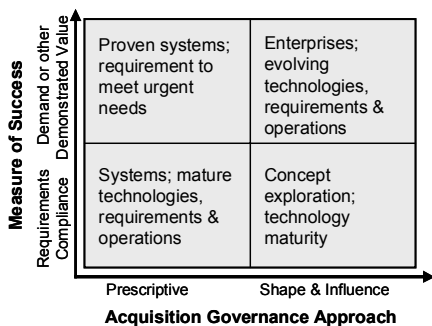 Measure of Success
Demand or other
Demonstrated Value
Requirements
Compliance
Proven systems;
requirement to
meet urgent
needs
Enterprises;
evolving
technologies,
requirements &
operations
Systems; mature
technologies,
requirements &
operations
Concept
exploration;
technology
maturity
Prescriptive
Shape & Influence
Acquisition Governance Approach